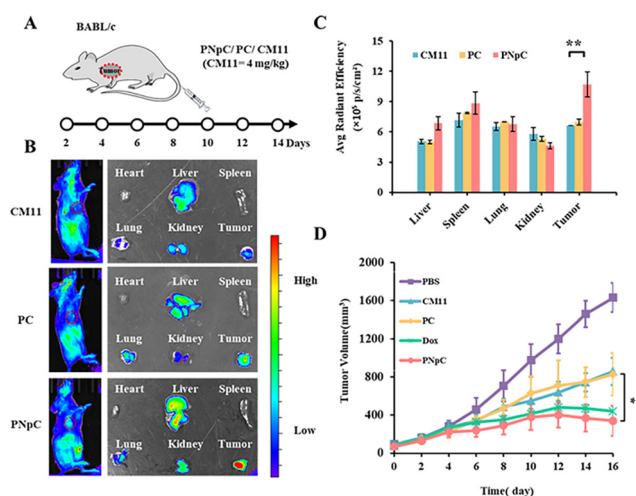 A
BABL/c
Tumor
PNpC/ PC/ CM11
(CM11= 4 mg/kg)
2 4 6 8 10 12 14 Days
B
CM11
Heart Liver Spleen
Lung Kidney Tumor
PC
Heart Liver Spleen
Lung Kidney Tumor
PNpC
Heart Liver Spleen
Lung Kidney Tumor
High
Low
C
Avg Radiant Efficiency
(×10⁵ p/s/cm²)
15
12
9
6
3
0
CM11 PC PNpC
**
Liver Spleen Lung Kidney Tumor
D
Tumor Volume(mm³)
2000
1600
1200
800
400
0
PBS
CM11
PC
Dox
PNpC
*
0 2 4 6 8 10 12 14 16
Time( day)